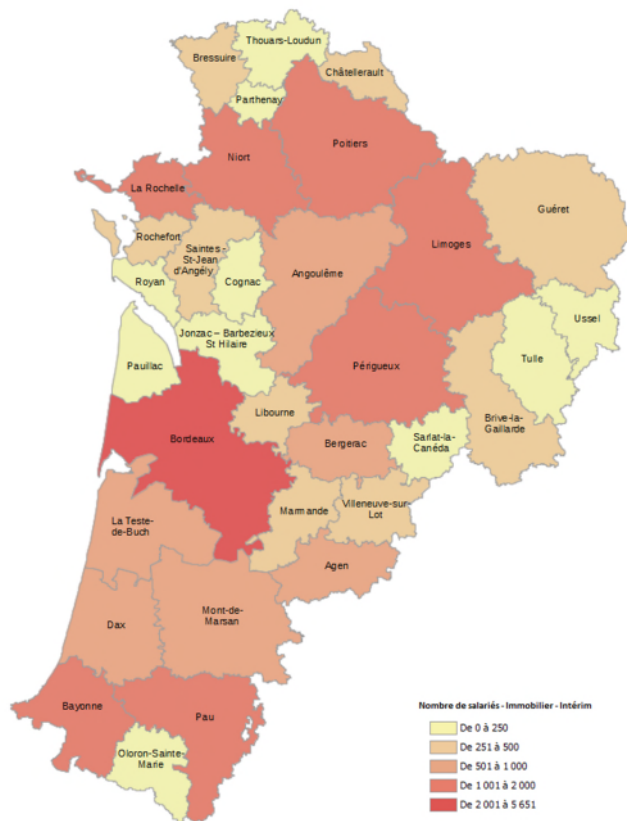 Thouars-Loudun
Bressuire
Châtellerault
Parthenay
Poitiers
Niort
La Rochelle
Guéret
Rochefort
Saintes -
St-Jean
d'Angély
Limoges
Angoulême
Royan
Cognac
Ussel
Jonzac – Barbezieux
St Hilaire
Pauillac
Tulle
Périgueux
Libourne
Brive-la-
Gaillarde
Bordeaux
Bergerac
Sarlat-la-
Canéda
Marmande
Villeneuve-sur-
Lot
La Teste-
de-Buch
Agen
Mont-de-
Marsan
Dax
Bayonne
Pau
Oloron-Sainte-
Marie
Nombre de salariés - Immobilier - Intérim
De 0 à 250
De 251 à 500
De 501 à 1 000
De 1 001 à 2 000
De 2 001 à 5 651